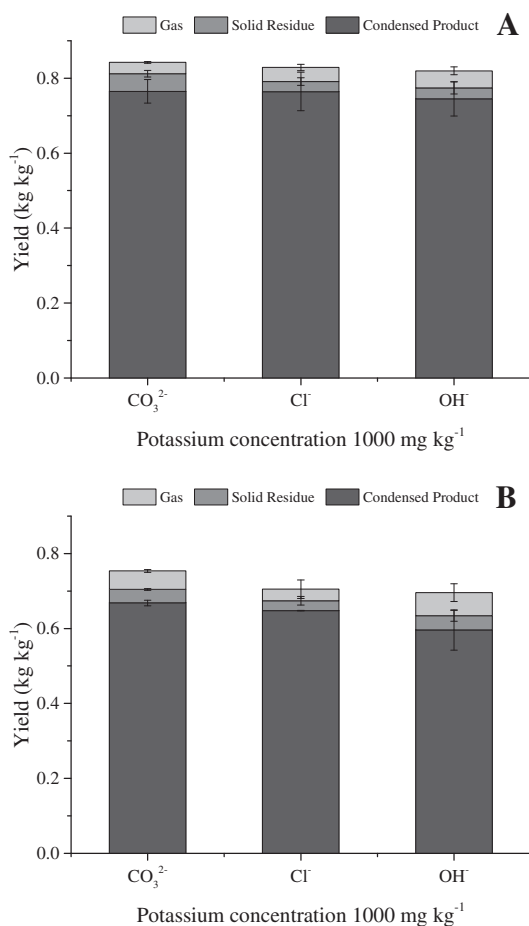 Gas Solid Residue Condensed Product A
0.8
0.6
0.4
0.2
0.0
Yield (kg kg⁻¹)
CO₃²⁻ Cl⁻ OH⁻
Potassium concentration 1000 mg kg⁻¹
Gas Solid Residue Condensed Product B
0.8
0.6
0.4
0.2
0.0
Yield (kg kg⁻¹)
CO₃²⁻ Cl⁻ OH⁻
Potassium concentration 1000 mg kg⁻¹